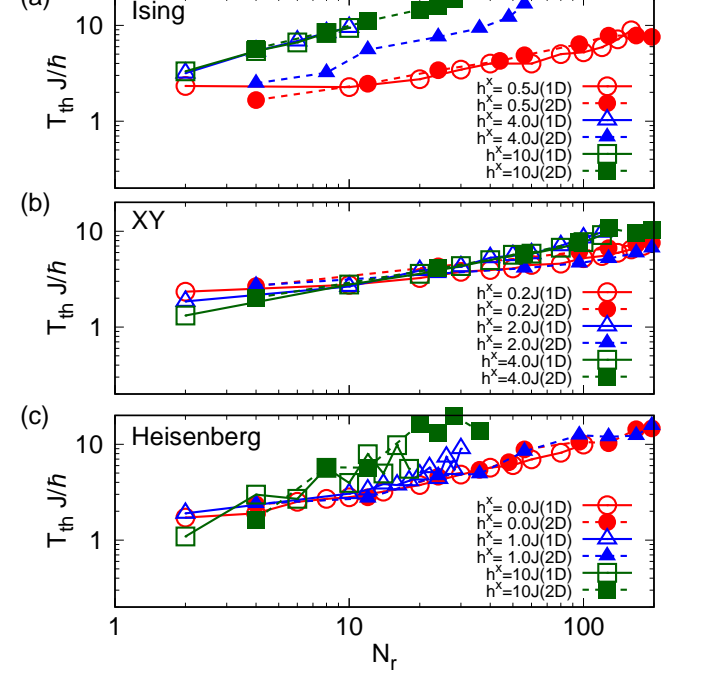 (a)
Ising
10
1
T_th J/ħ
h^x= 0.5J(1D)
h^x= 0.5J(2D)
h^x= 4.0J(1D)
h^x= 4.0J(2D)
h^x=10J(1D)
h^x=10J(2D)
(b)
XY
10
1
T_th J/ħ
h^x= 0.2J(1D)
h^x= 0.2J(2D)
h^x= 2.0J(1D)
h^x= 2.0J(2D)
h^x=4.0J(1D)
h^x=4.0J(2D)
(c)
Heisenberg
10
1
T_th J/ħ
h^x= 0.0J(1D)
h^x= 0.0J(2D)
h^x= 1.0J(1D)
h^x= 1.0J(2D)
h^x=10J(1D)
h^x=10J(2D)
1 10 100
N_r